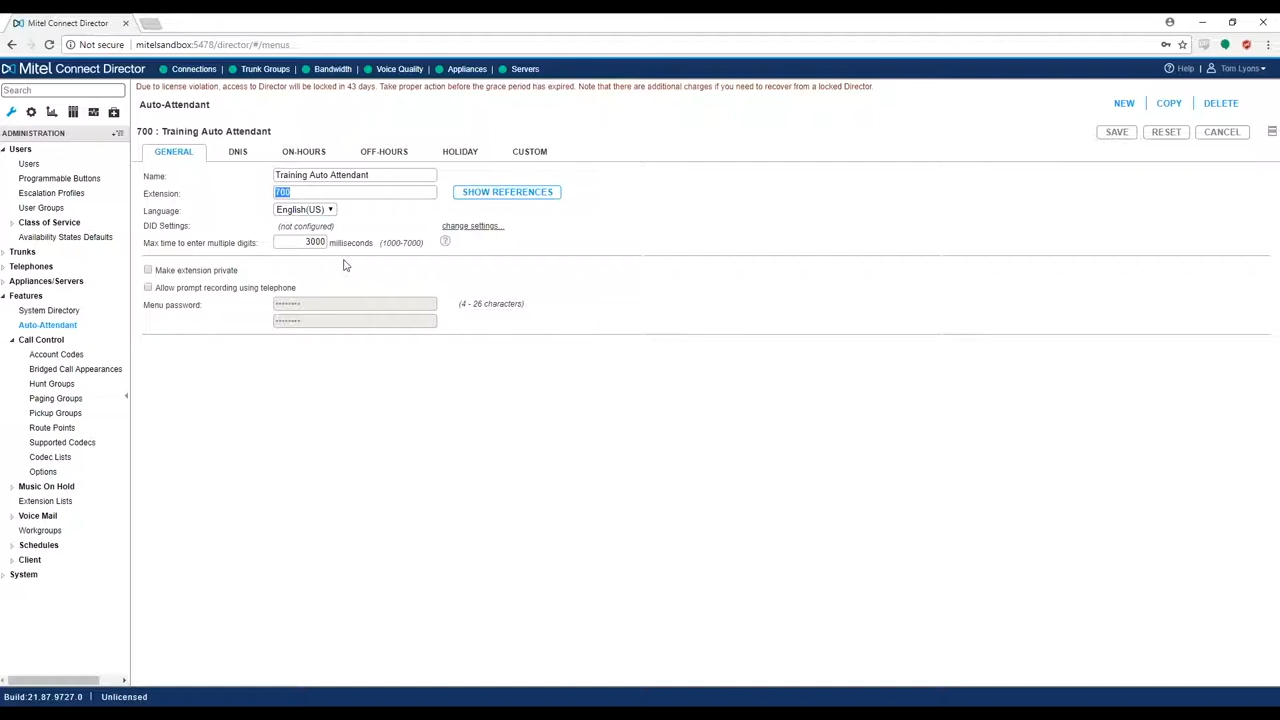 Mitel Connect Director
Not secure mitelsandbox:5478/director/#/menus...
Mitel Connect Director Connections Trunk Groups Bandwidth Voice Quality Appliances Servers Help Tom Lyons
Search
Due to license violation, access to Director will be locked in 43 days. Take proper action before the grace period has expired. Note that there are additional charges if you need to recover from a locked Director.
Auto-Attendant NEW COPY DELETE
ADMINISTRATION
Users
Users
Programmable Buttons
Escalation Profiles
User Groups
Class of Service
Availability States Defaults
Trunks
Telephones
Appliances/Servers
Features
System Directory
Auto-Attendant
Call Control
Account Codes
Bridged Call Appearances
Hunt Groups
Paging Groups
Pickup Groups
Route Points
Supported Codecs
Codec Lists
Options
Music On Hold
Extension Lists
Voice Mail
Workgroups
Schedules
Client
System
700 : Training Auto Attendant SAVE RESET CANCEL
GENERAL DNIS ON-HOURS OFF-HOURS HOLIDAY CUSTOM
Name: Training Auto Attendant
Extension: 700 SHOW REFERENCES
Language: English(US)
DID Settings: (not configured) change settings...
Max time to enter multiple digits: 3000 milliseconds (1000-7000) ?
Make extension private
Allow prompt recording using telephone
Menu password: (4 - 26 characters)
Build:21.87.9727.0 Unlicensed